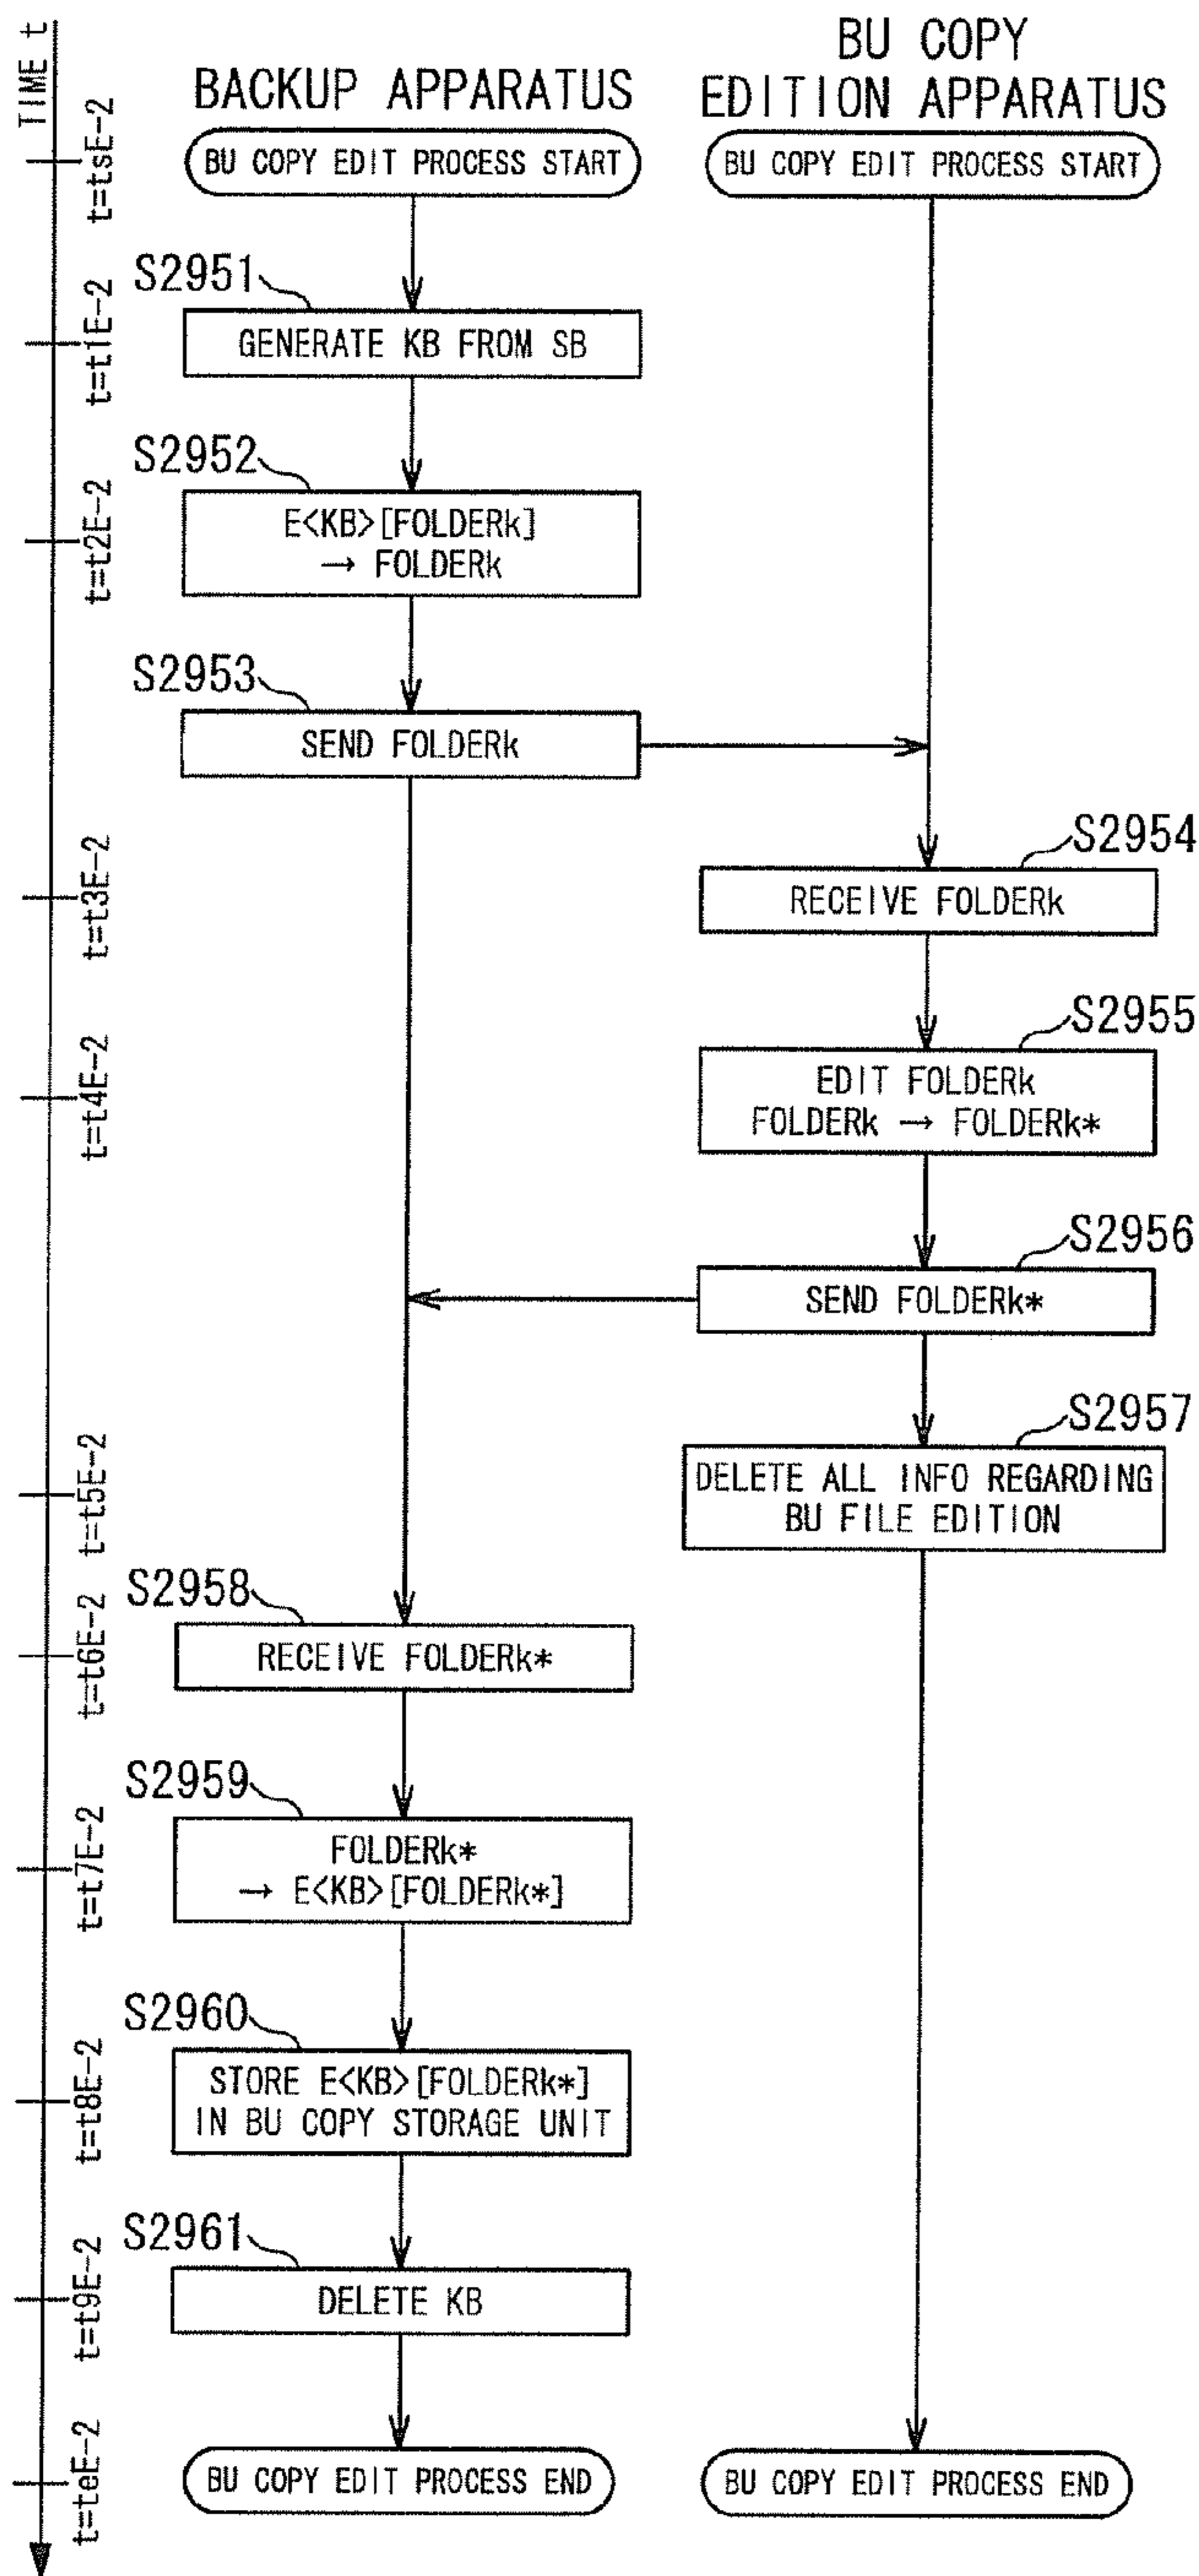 TIME t
BACKUP APPARATUS
BU COPY
EDITION APPARATUS
t=tsE-2
BU COPY EDIT PROCESS START
BU COPY EDIT PROCESS START
S2951
t=t1E-2
GENERATE KB FROM SB
S2952
t=t2E-2
E<KB>[FOLDERk]
→ FOLDERk
S2953
SEND FOLDERk
S2954
t=t3E-2
RECEIVE FOLDERk
S2955
t=t4E-2
EDIT FOLDERk
FOLDERk → FOLDERk*
S2956
SEND FOLDERk*
S2957
t=t5E-2
DELETE ALL INFO REGARDING
BU FILE EDITION
S2958
t=t6E-2
RECEIVE FOLDERk*
S2959
t=t7E-2
FOLDERk*
→ E<KB>[FOLDERk*]
S2960
t=t8E-2
STORE E<KB>[FOLDERk*]
IN BU COPY STORAGE UNIT
S2961
t=t9E-2
DELETE KB
t=teE-2
BU COPY EDIT PROCESS END
BU COPY EDIT PROCESS END